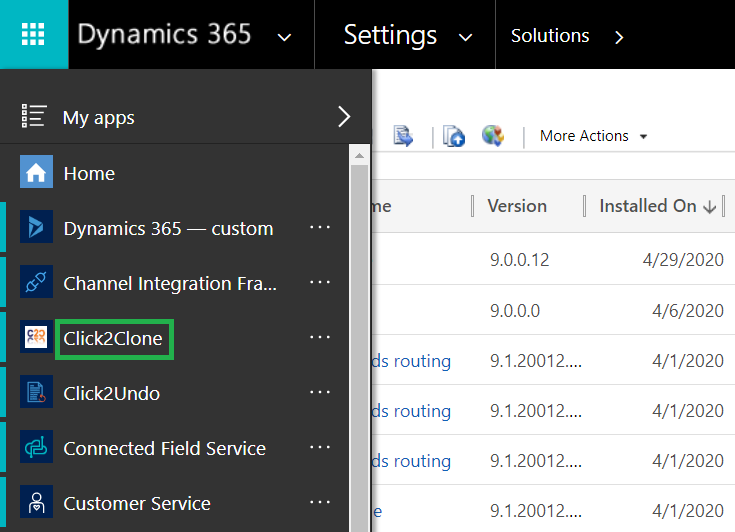 Dynamics 365 Settings Solutions
My apps
Home
Dynamics 365 — custom
Channel Integration Fra...
Click2Clone
Click2Undo
Connected Field Service
Customer Service
More Actions
me Version Installed On
9.0.0.12 4/29/2020
9.0.0.0 4/6/2020
ds routing 9.1.20012.... 4/1/2020
ds routing 9.1.20012.... 4/1/2020
ds routing 9.1.20012.... 4/1/2020
e 9.1.20012.... 4/1/2020